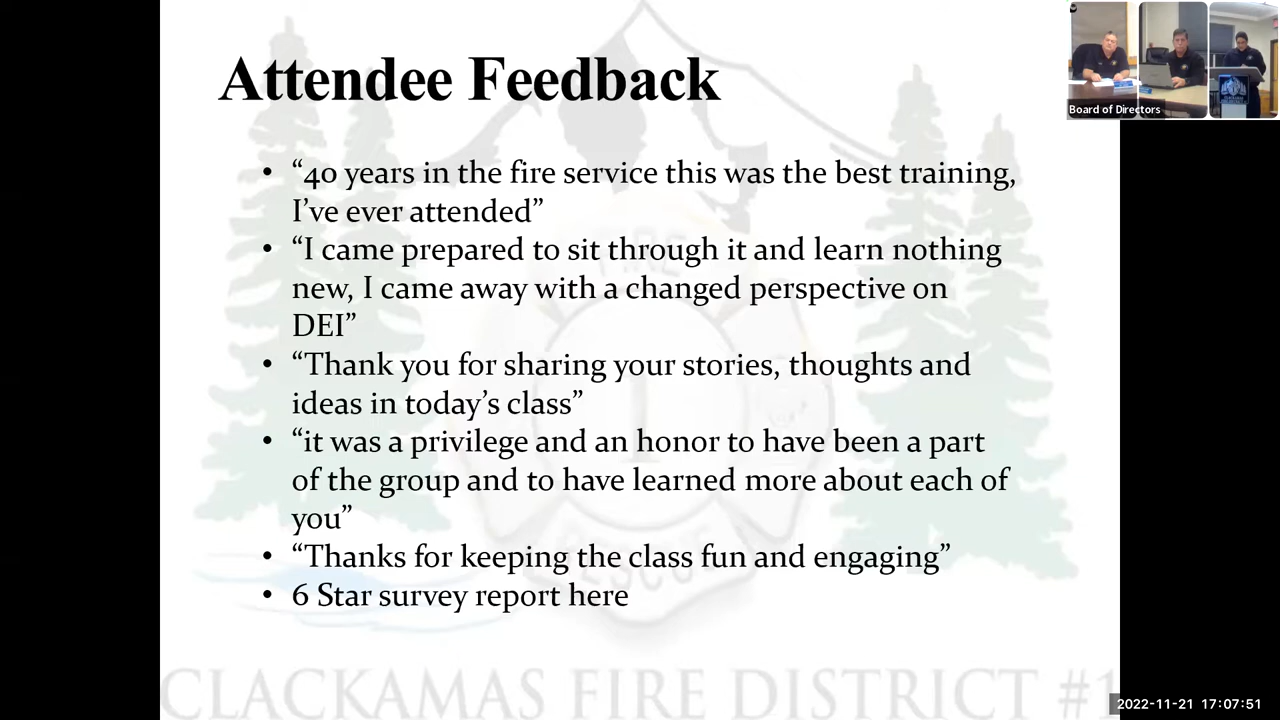 Attendee Feedback
• “40 years in the fire service this was the best training,
I’ve ever attended”
• “I came prepared to sit through it and learn nothing
new, I came away with a changed perspective on
DEI”
• “Thank you for sharing your stories, thoughts and
ideas in today’s class”
• “it was a privilege and an honor to have been a part
of the group and to have learned more about each of
you”
• “Thanks for keeping the class fun and engaging”
• 6 Star survey report here
CLACKAMAS FIRE DISTRICT #1
Board of Directors
2022-11-21 17:07:51